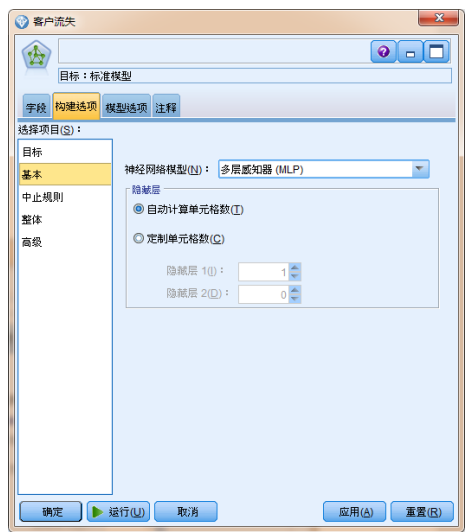 客户流失
目标：标准模型
字段 构建选项 模型选项 注释
选择项目(S)：
目标
基本
中止规则
整体
高级
神经网络模型(N)： 多层感知器 (MLP)
隐藏层
自动计算单元格数(T)
定制单元格数(C)
隐藏层 1(I)： 1
隐藏层 2(D)： 0
确定 运行(U) 取消 应用(A) 重置(R)